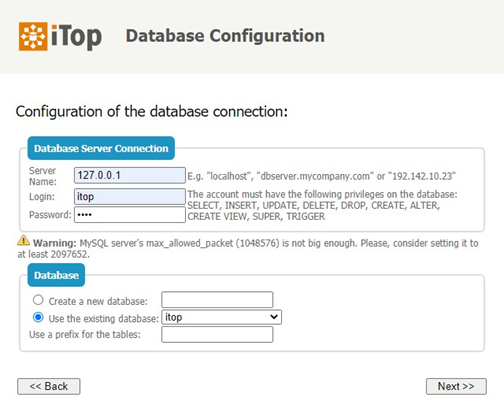 iTop Database Configuration
Configuration of the database connection:
Database Server Connection
Server Name: 127.0.0.1 E.g. "localhost", "dbserver.mycompany.com" or "192.142.10.23"
Login: itop
Password: ••••
The account must have the following privileges on the database:
SELECT, INSERT, UPDATE, DELETE, DROP, CREATE, ALTER,
CREATE VIEW, SUPER, TRIGGER
Warning: MySQL server's max_allowed_packet (1048576) is not big enough. Please, consider setting it to
at least 2097652.
Database
Create a new database:
Use the existing database: itop
Use a prefix for the tables:
<< Back
Next >>